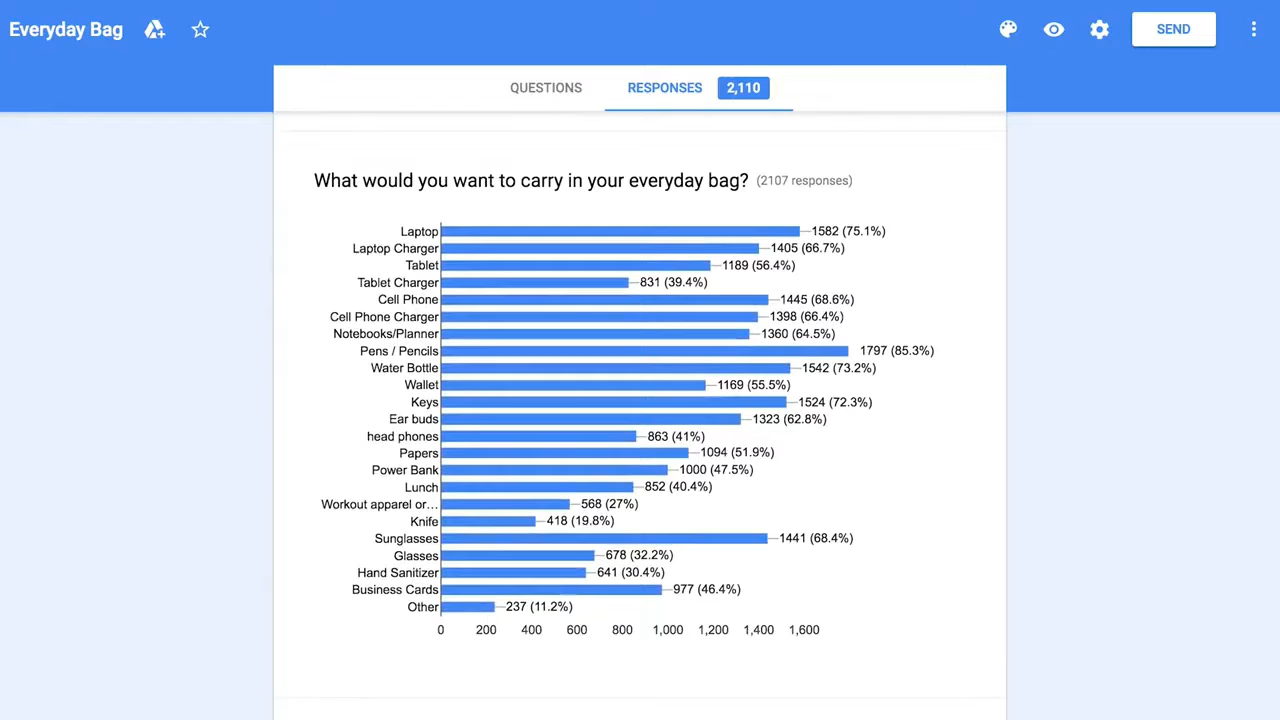 Everyday Bag
SEND
QUESTIONS RESPONSES 2,110
What would you want to carry in your everyday bag? (2107 responses)
Laptop 1582 (75.1%)
Laptop Charger 1405 (66.7%)
Tablet 1189 (56.4%)
Tablet Charger 831 (39.4%)
Cell Phone 1445 (68.6%)
Cell Phone Charger 1398 (66.4%)
Notebooks/Planner 1360 (64.5%)
Pens / Pencils 1797 (85.3%)
Water Bottle 1542 (73.2%)
Wallet 1169 (55.5%)
Keys 1524 (72.3%)
Ear buds 1323 (62.8%)
head phones 863 (41%)
Papers 1094 (51.9%)
Power Bank 1000 (47.5%)
Lunch 852 (40.4%)
Workout apparel or… 568 (27%)
Knife 418 (19.8%)
Sunglasses 1441 (68.4%)
Glasses 678 (32.2%)
Hand Sanitizer 641 (30.4%)
Business Cards 977 (46.4%)
Other 237 (11.2%)
0 200 400 600 800 1,000 1,200 1,400 1,600